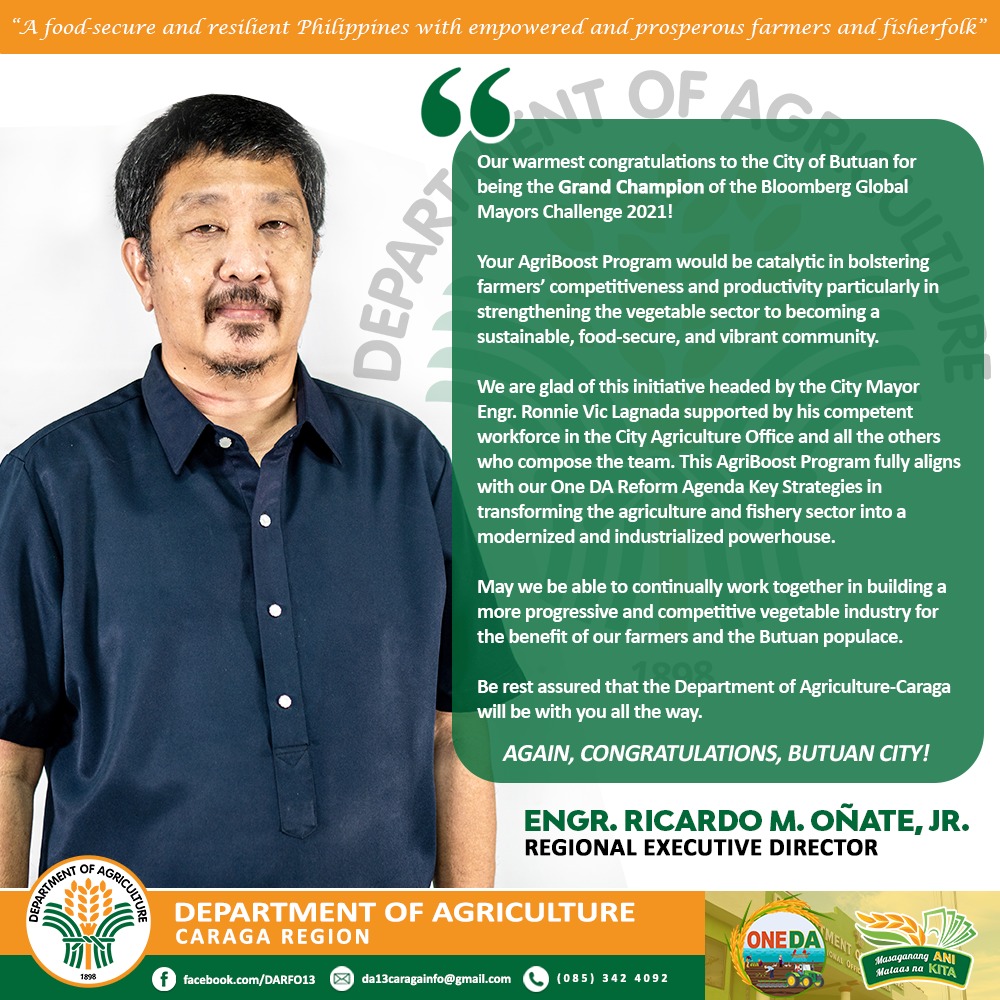 “A food-secure and resilient Philippines with empowered and prosperous farmers and fisherfolk”
DEPARTMENT OF AGRICULTURE
Our warmest congratulations to the City of Butuan for
being the Grand Champion of the Bloomberg Global
Mayors Challenge 2021!
Your AgriBoost Program would be catalytic in bolstering
farmers’ competitiveness and productivity particularly in
strengthening the vegetable sector to becoming a
sustainable, food-secure, and vibrant community.
We are glad of this initiative headed by the City Mayor
Engr. Ronnie Vic Lagnada supported by his competent
workforce in the City Agriculture Office and all the others
who compose the team. This AgriBoost Program fully aligns
with our One DA Reform Agenda Key Strategies in
transforming the agriculture and fishery sector into a
modernized and industrialized powerhouse.
May we be able to continually work together in building a
more progressive and competitive vegetable industry for
the benefit of our farmers and the Butuan populace.
1898
Be rest assured that the Department of Agriculture-Caraga
will be with you all the way.
AGAIN, CONGRATULATIONS, BUTUAN CITY!
ENGR. RICARDO M. OÑATE, JR.
REGIONAL EXECUTIVE DIRECTOR
DEPARTMENT OF AGRICULTURE
1898
DEPARTMENT OF AGRICULTURE
CARAGA REGION
facebook.com/DARFO13
da13caragainfo@gmail.com
(085) 342 4092
ONEDA
Masaganang ANI
Mataas na KITA